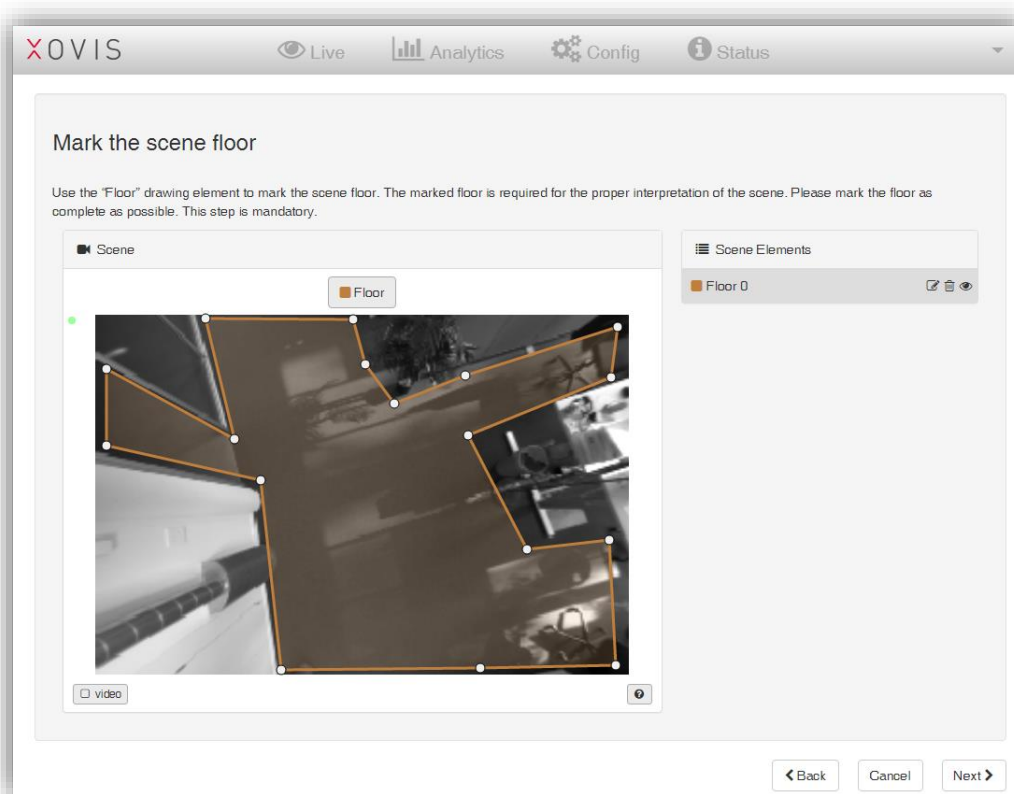 XOVIS
Live
Analytics
Config
Status
Mark the scene floor
Use the "Floor" drawing element to mark the scene floor. The marked floor is required for the proper interpretation of the scene. Please mark the floor as
complete as possible. This step is mandatory.
Scene
Scene Elements
Floor
Floor 0
video
Back
Cancel
Next